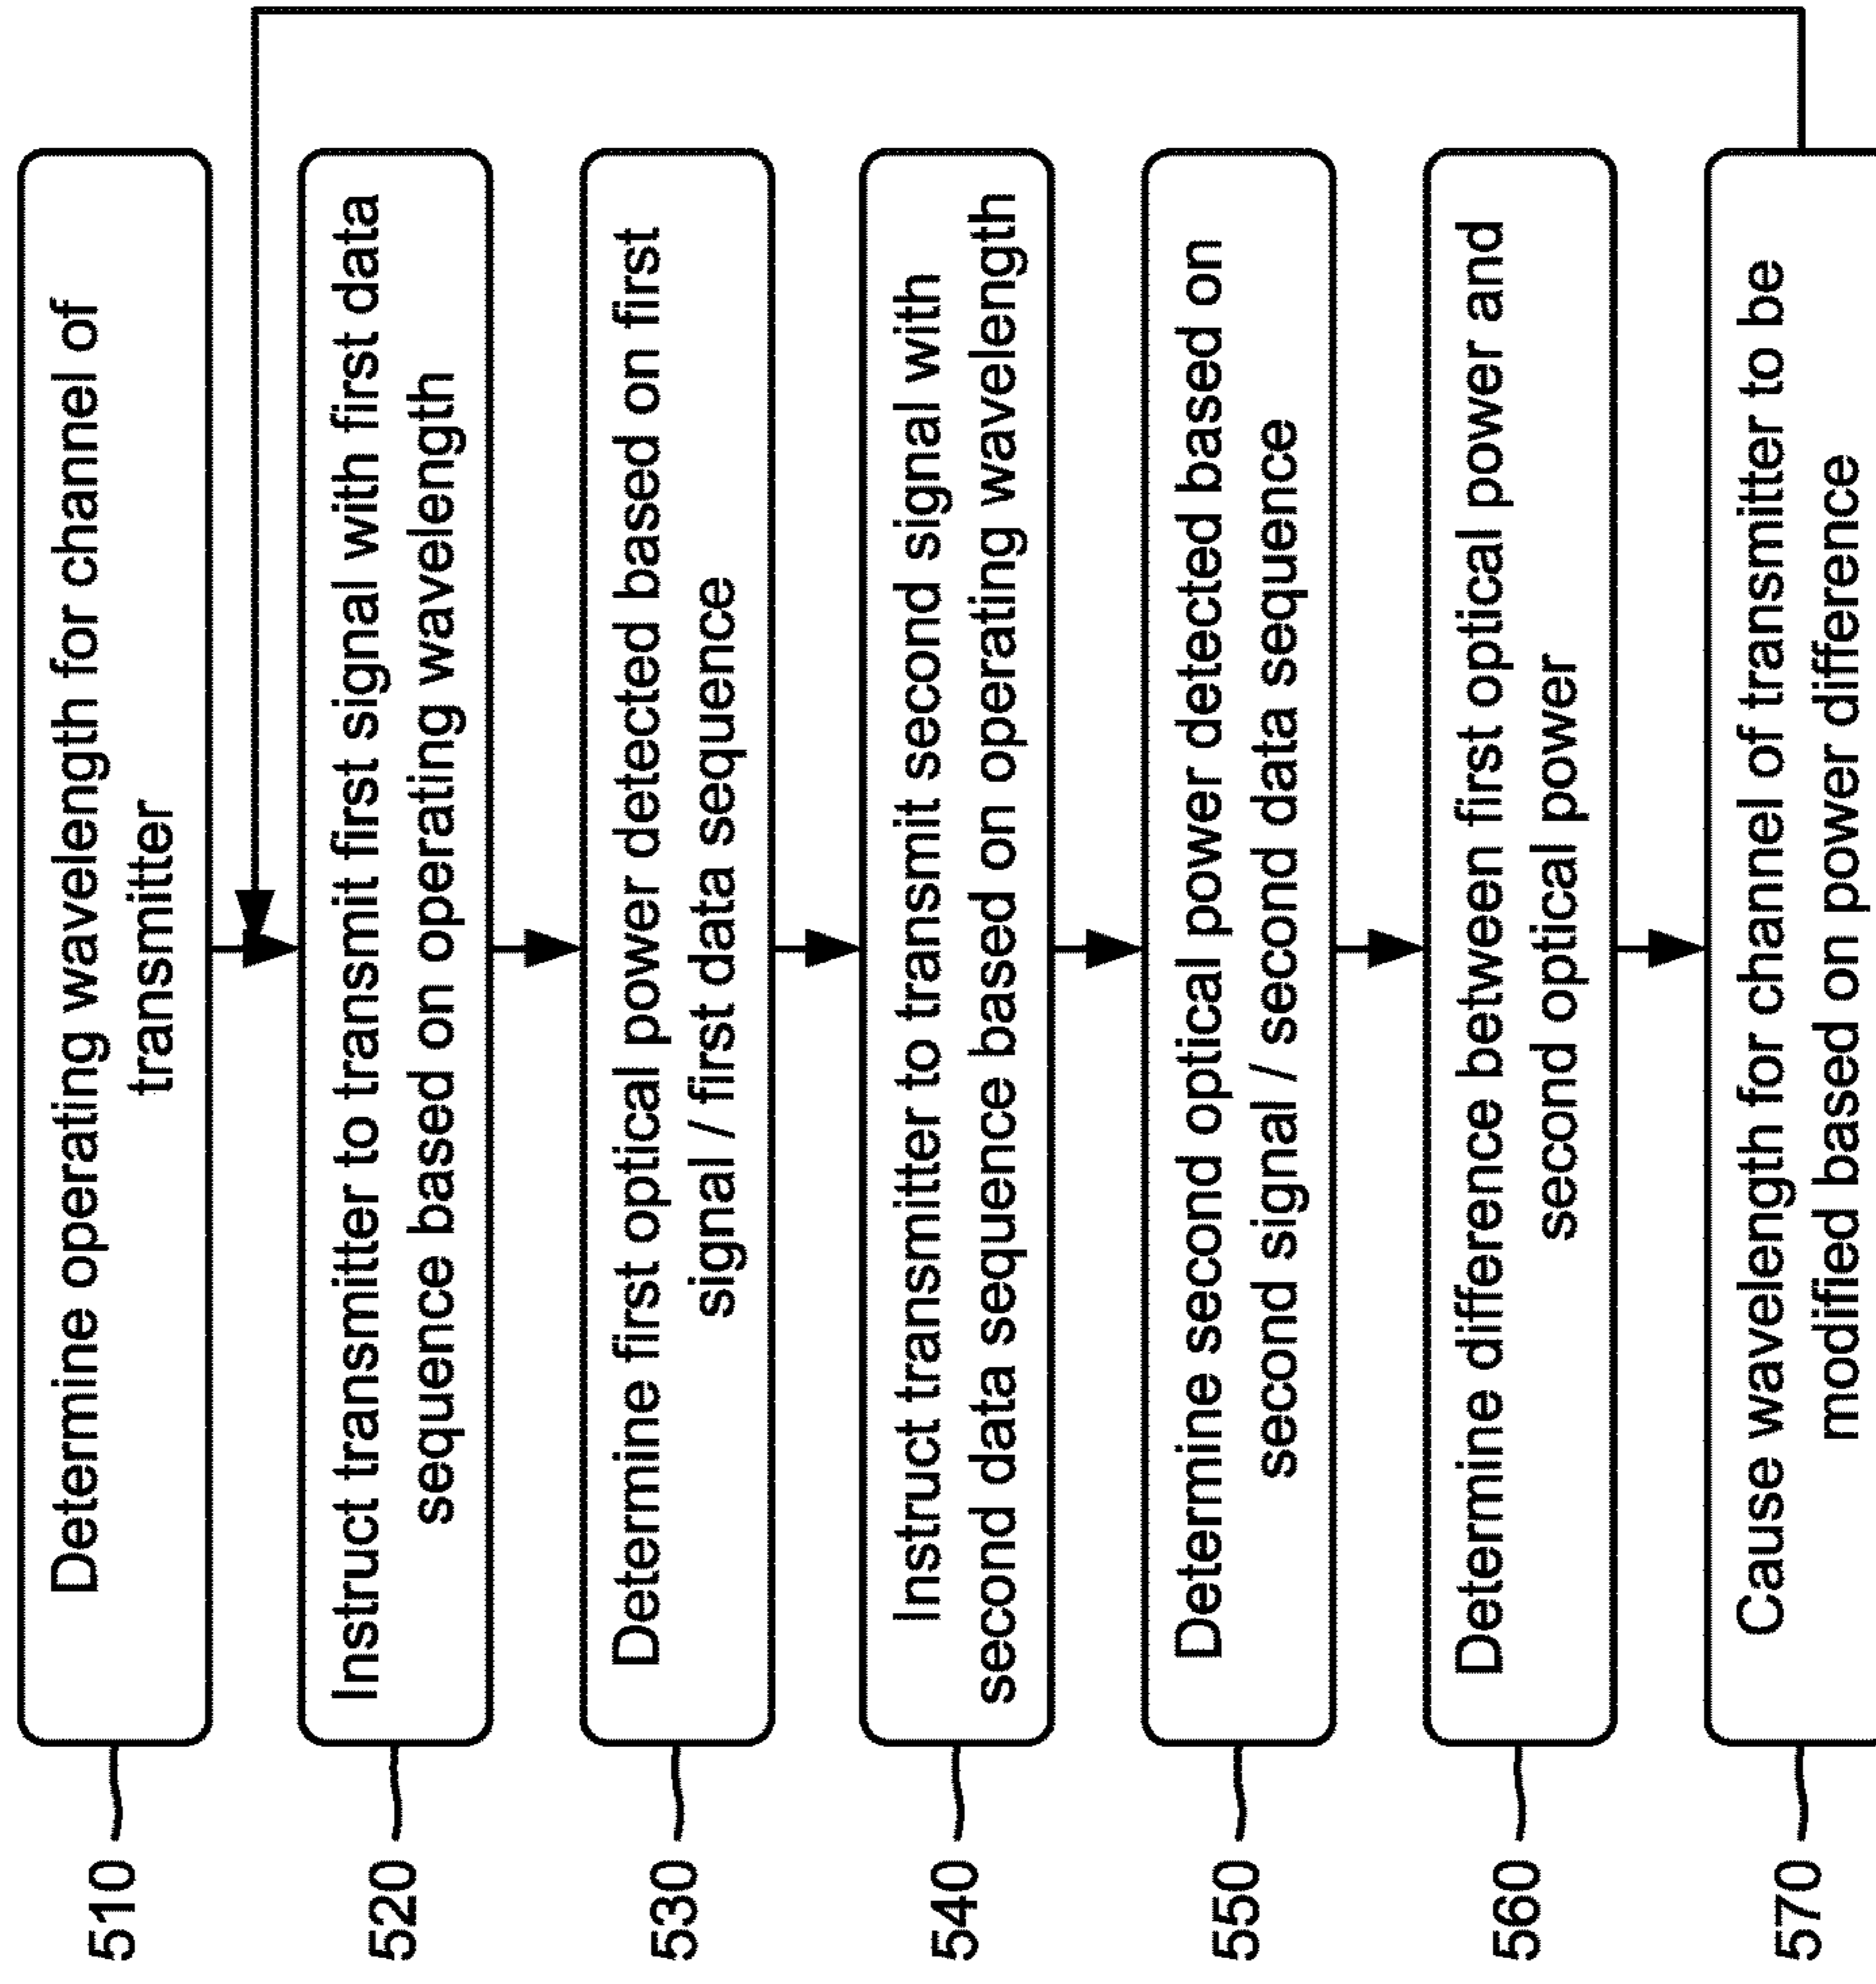 510
Determine operating wavelength for channel of
transmitter
520
Instruct transmitter to transmit first signal with first data
sequence based on operating wavelength
530
Determine first optical power detected based on first
signal / first data sequence
540
Instruct transmitter to transmit second signal with
second data sequence based on operating wavelength
550
Determine second optical power detected based on
second signal / second data sequence
560
Determine difference between first optical power and
second optical power
570
Cause wavelength for channel of transmitter to be
modified based on power difference